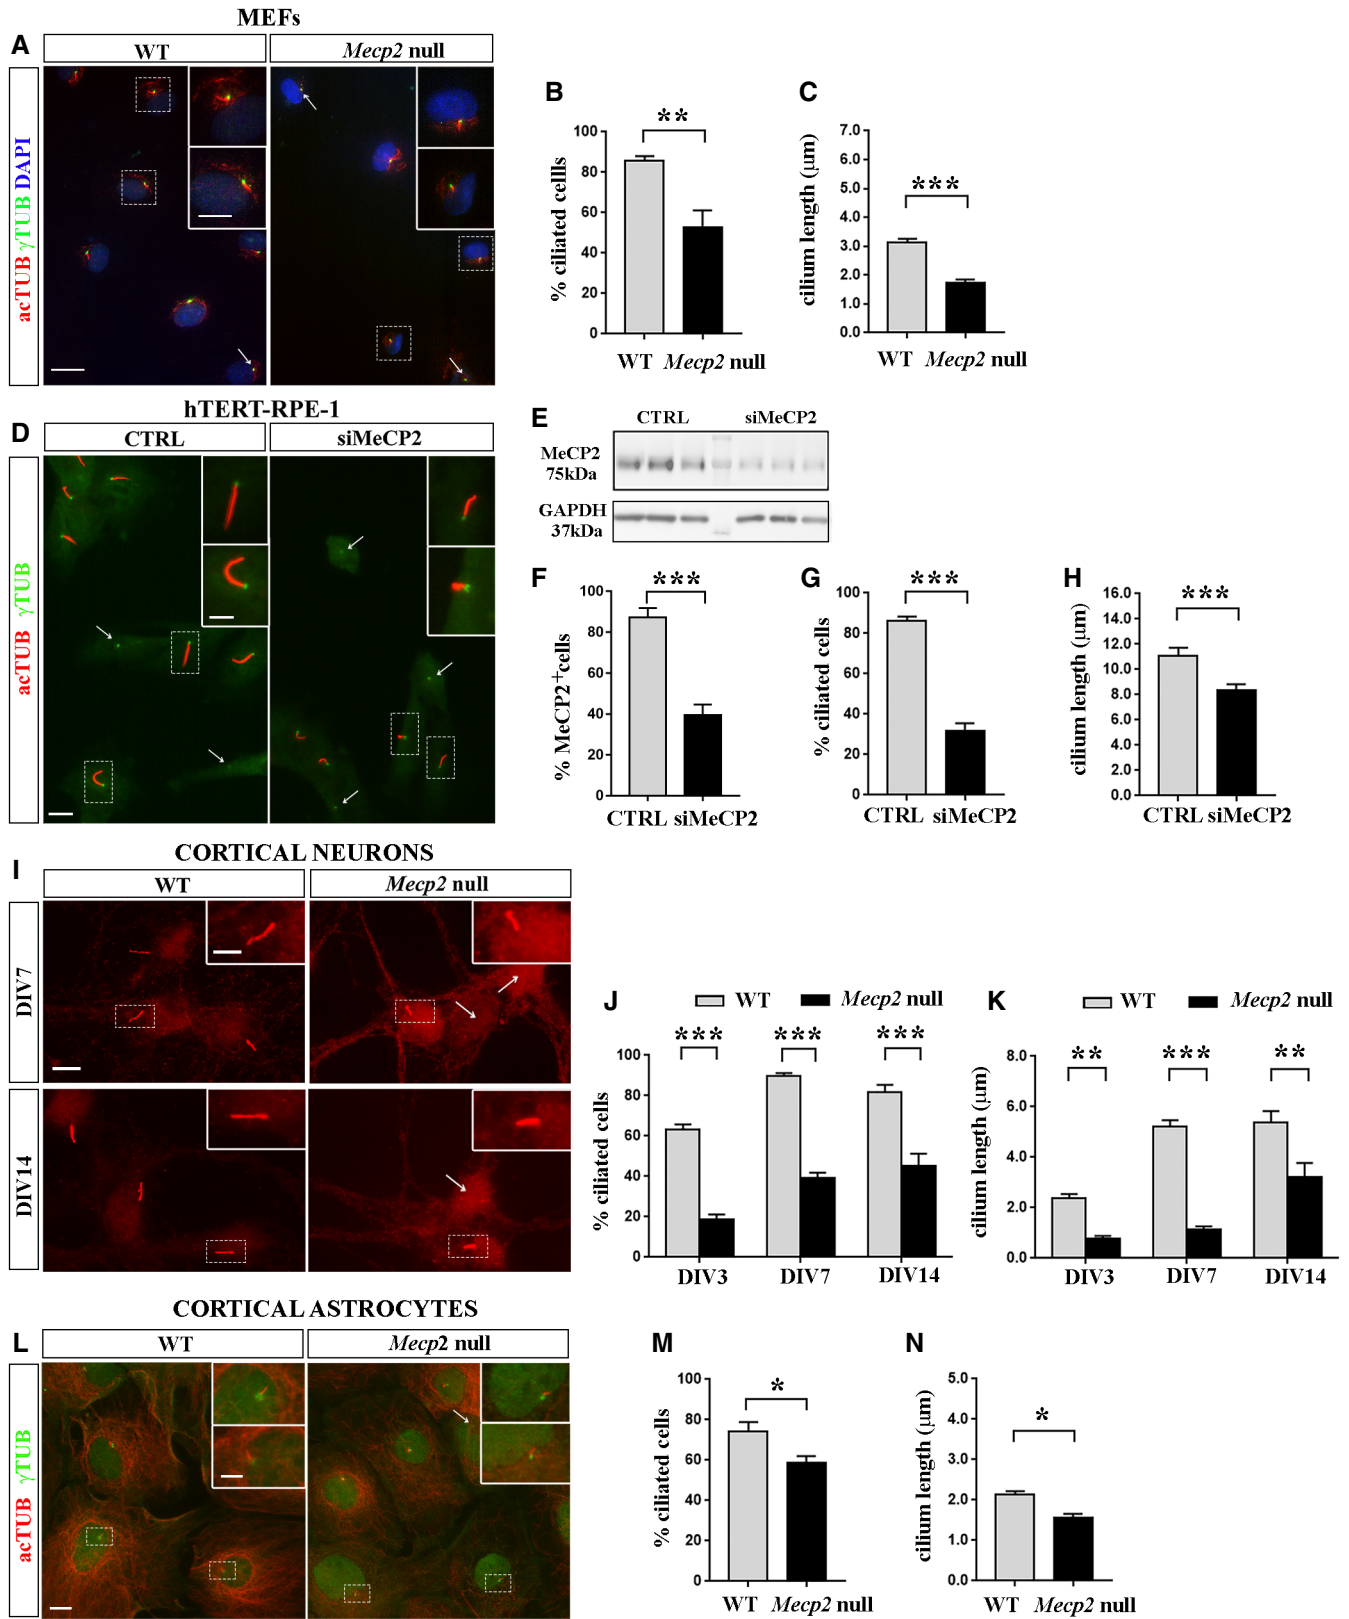 MEFs
A
WT
Mecp2 null
acTUB γTUB DAPI
B
**
% ciliated cellls
100
80
60
40
20
0
WT Mecp2 null
C
***
cilium length (μm)
7.0
6.0
5.0
4.0
3.0
2.0
1.0
0.0
WT Mecp2 null
hTERT-RPE-1
D
CTRL
siMeCP2
acTUB γTUB
E
CTRL
siMeCP2
MeCP2
75kDa
GAPDH
37kDa
F
***
% MeCP2+cells
100
80
60
40
20
0
CTRL siMeCP2
G
***
% ciliated cells
100
80
60
40
20
0
CTRL siMeCP2
H
***
cilium length (μm)
16.0
14.0
12.0
10.0
8.0
6.0
4.0
2.0
0.0
CTRL siMeCP2
CORTICAL NEURONS
I
WT
Mecp2 null
DIV7
DIV14
J
WT
Mecp2 null
*** *** ***
% ciliated cells
100
80
60
40
20
0
DIV3 DIV7 DIV14
K
WT
Mecp2 null
** *** **
cilium length (μm)
8.0
6.0
4.0
2.0
0.0
DIV3 DIV7 DIV14
CORTICAL ASTROCYTES
L
WT
Mecp2 null
acTUB γTUB
M
*
% ciliated cells
100
80
60
40
20
0
WT Mecp2 null
N
*
cilium length (μm)
5.0
4.0
3.0
2.0
1.0
0.0
WT Mecp2 null